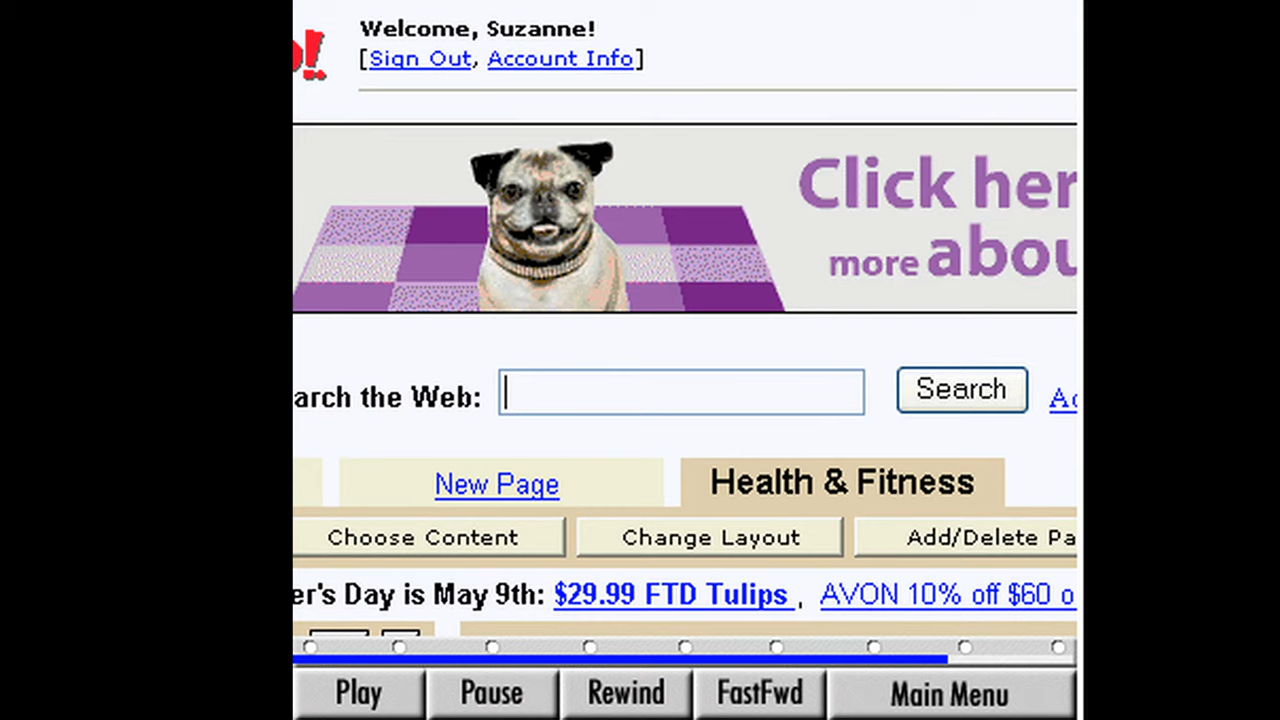 o!
Welcome, Suzanne!
[Sign Out, Account Info]
Click her
more abou
arch the Web:
Search
New Page
Health & Fitness
Choose Content
Change Layout
Add/Delete Pa
er's Day is May 9th: $29.99 FTD Tulips , AVON 10% off $60 o
Play
Pause
Rewind
FastFwd
Main Menu